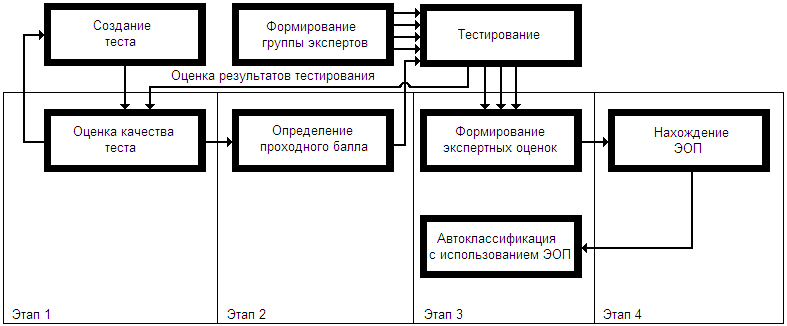 Создание
теста
Формирование
группы экспертов
Тестирование
Оценка результатов тестирования
Оценка качества
теста
Определение
проходного балла
Формирование
экспертных оценок
Нахождение
ЭОП
Автоклассификация
с использованием ЭОП
Этап 1
Этап 2
Этап 3
Этап 4